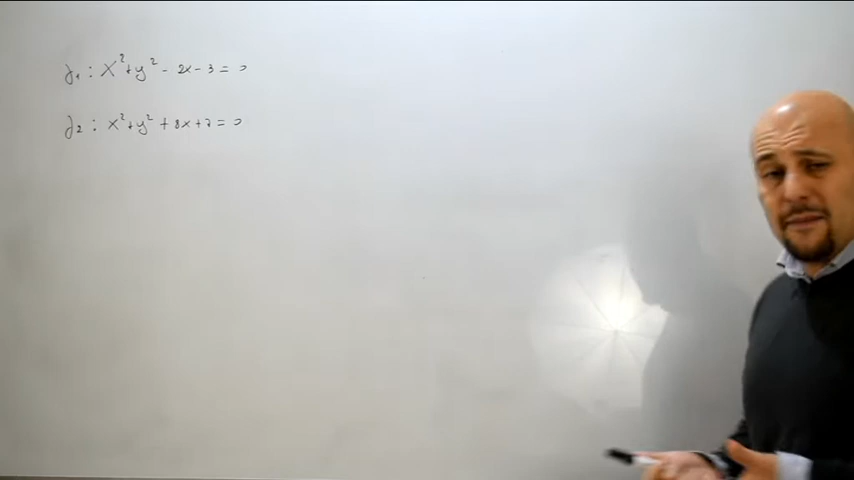 γ₁ : x² + y² - 2x - 3 = 0
γ₂ : x² + y² + 8x + 7 = 0